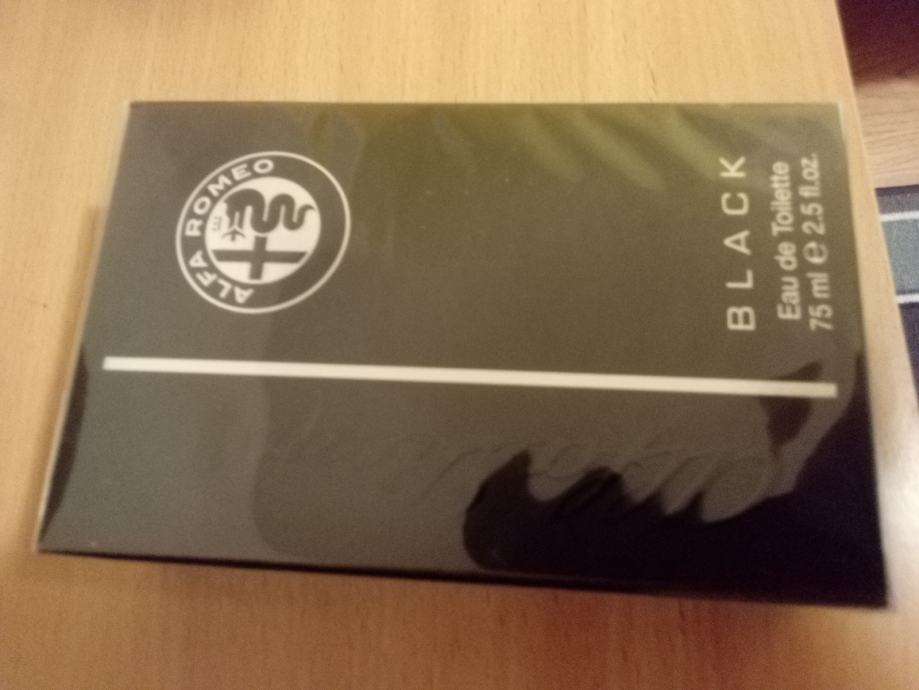 ALFA ROMEO
BLACK
Eau de Toilette
75 ml e 2.5 fl.oz.